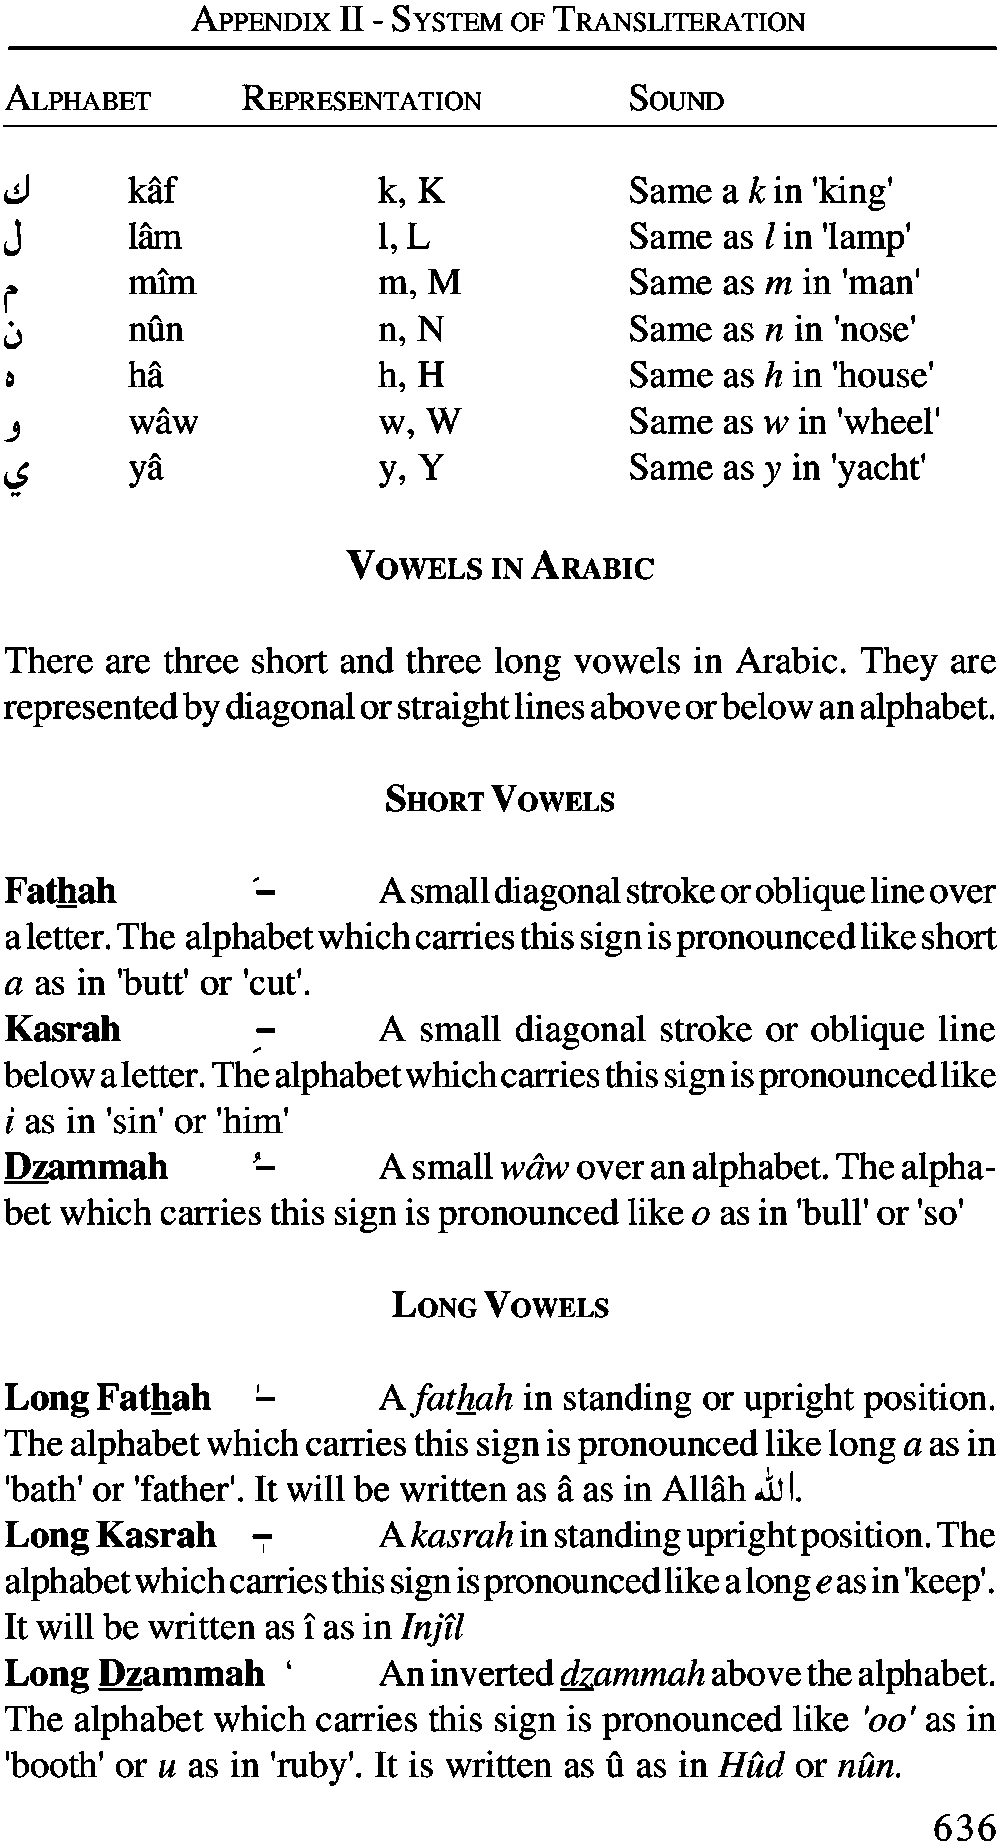 APPENDIX II - SYSTEM OF TRANSLITERATION
ALPHABET REPRESENTATION SOUND
ك kâf k, K Same a k in 'king'
ل lâm l, L Same as l in 'lamp'
م mîm m, M Same as m in 'man'
ن nûn n, N Same as n in 'nose'
ه hâ h, H Same as h in 'house'
و wâw w, W Same as w in 'wheel'
ي yâ y, Y Same as y in 'yacht'
VOWELS IN ARABIC
There are three short and three long vowels in Arabic. They are
represented by diagonal or straight lines above or below an alphabet.
SHORT VOWELS
Fatẖah –́ A small diagonal stroke or oblique line over
a letter. The alphabet which carries this sign is pronounced like short
a as in 'butt' or 'cut'.
Kasrah –̗ A small diagonal stroke or oblique line
below a letter. The alphabet which carries this sign is pronounced like
i as in 'sin' or 'him'
D̲z̲ammah –ُ A small wâw over an alphabet. The alpha-
bet which carries this sign is pronounced like o as in 'bull' or 'so'
LONG VOWELS
Long Fatẖah –ٰ A fatẖah in standing or upright position.
The alphabet which carries this sign is pronounced like long a as in
'bath' or 'father'. It will be written as â as in Allâh الله.
Long Kasrah –ٖ A kasrah in standing upright position. The
alphabet which carries this sign is pronounced like a long e as in 'keep'.
It will be written as î as in Injîl
Long D̲z̲ammah ‘ An inverted d̲z̲ammah above the alphabet.
The alphabet which carries this sign is pronounced like 'oo' as in
'booth' or u as in 'ruby'. It is written as û as in Hûd or nûn.
636